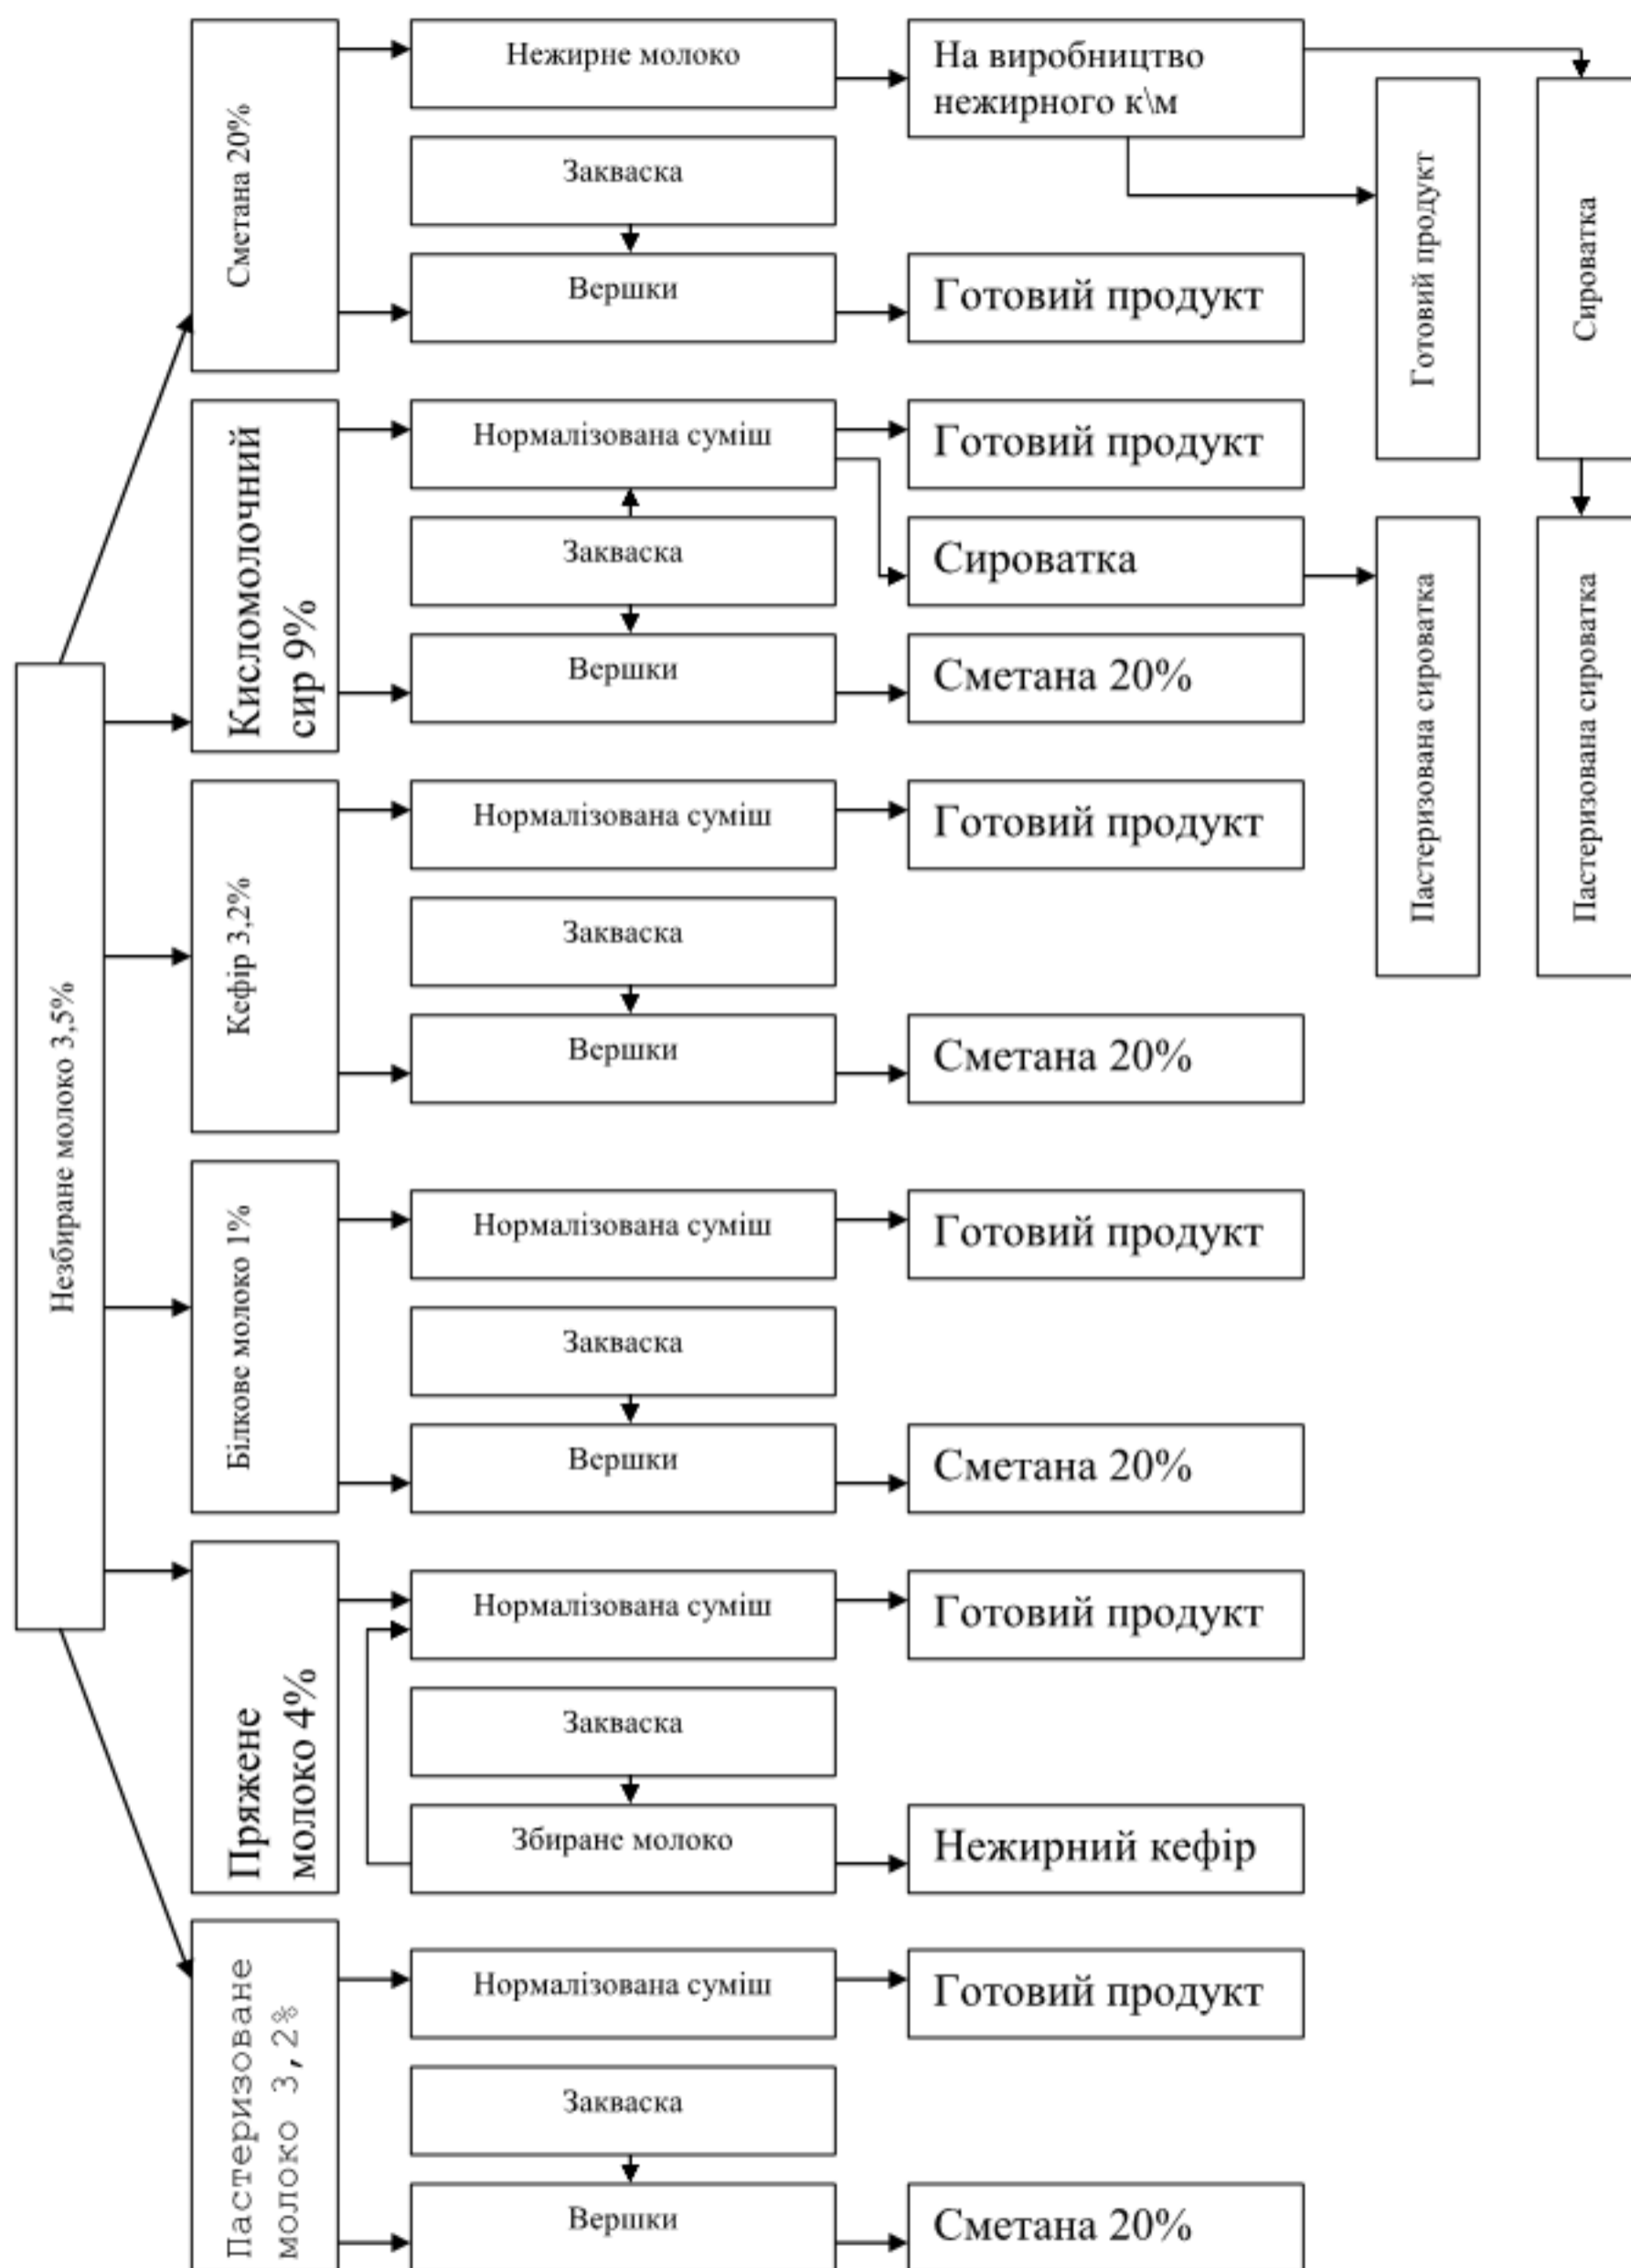 Незбиране молоко 3,5%
Сметана 20%
Нежирне молоко
На виробництво
нежирного к\м
Закваска
Вершки
Готовий продукт
Готовий продукт
Сироватка
Кисломолочний
сир 9%
Нормалізована суміш
Готовий продукт
Закваска
Сироватка
Вершки
Сметана 20%
Пастеризована сироватка
Пастеризована сироватка
Кефір 3,2%
Нормалізована суміш
Готовий продукт
Закваска
Вершки
Сметана 20%
Білкове молоко 1%
Нормалізована суміш
Готовий продукт
Закваска
Вершки
Сметана 20%
Пряжене
молоко 4%
Нормалізована суміш
Готовий продукт
Закваска
Збиране молоко
Нежирний кефір
Пастеризоване
молоко 3,2%
Нормалізована суміш
Готовий продукт
Закваска
Вершки
Сметана 20%